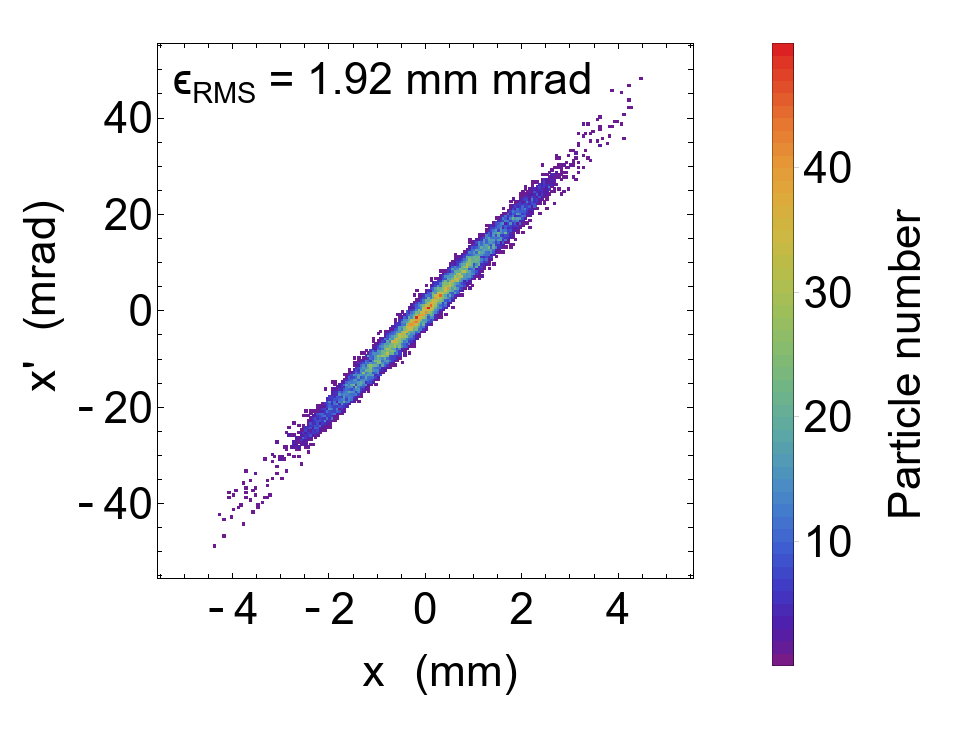 ϵRMS = 1.92 mm mrad
40
20
0
-20
-40
x' (mrad)
-4 -2 0 2 4
x (mm)
40
30
20
10
Particle number